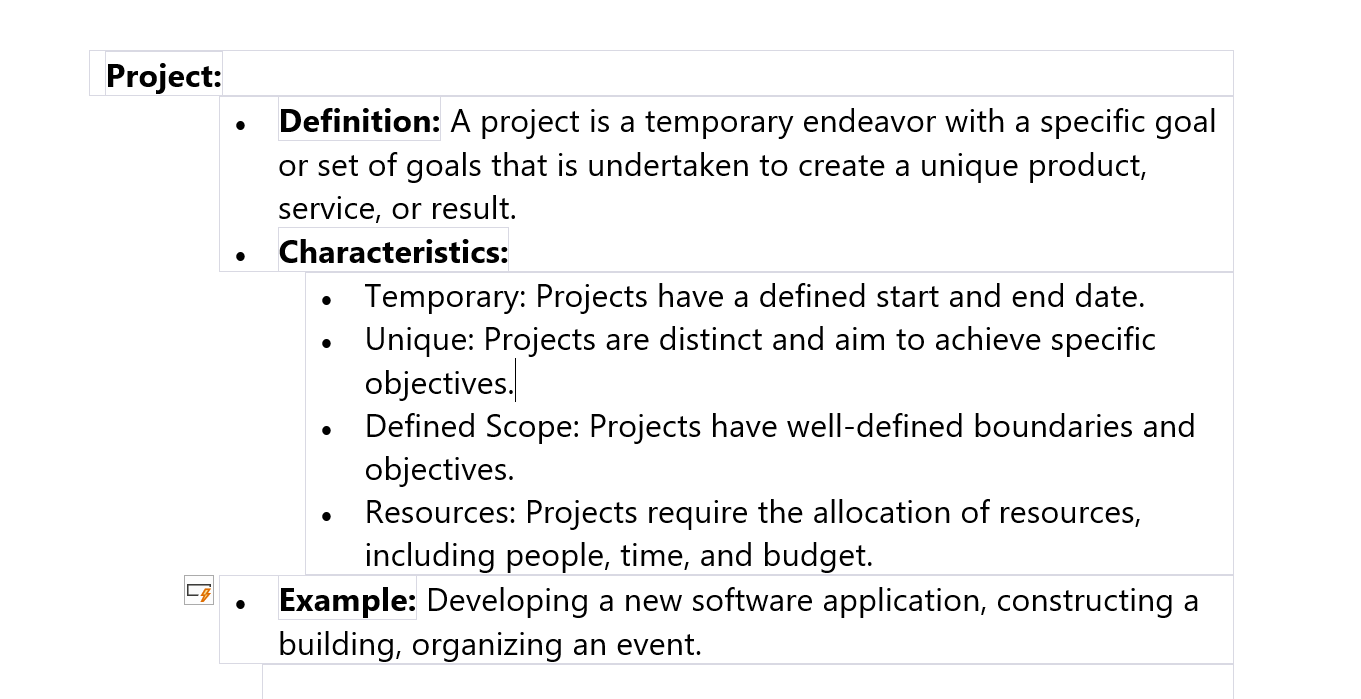 Project:
• Definition: A project is a temporary endeavor with a specific goal
or set of goals that is undertaken to create a unique product,
service, or result.
• Characteristics:
• Temporary: Projects have a defined start and end date.
• Unique: Projects are distinct and aim to achieve specific
objectives.
• Defined Scope: Projects have well-defined boundaries and
objectives.
• Resources: Projects require the allocation of resources,
including people, time, and budget.
• Example: Developing a new software application, constructing a
building, organizing an event.